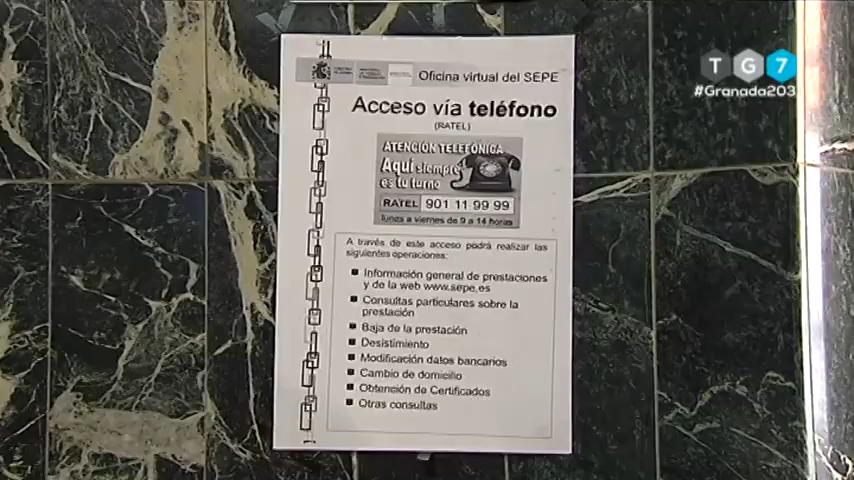 TG7
#Granada203
Oficina virtual del SEPE
Acceso vía teléfono
(RATEL)
ATENCIÓN TELEFÓNICA
Aquí siempre
es tu turno
RATEL 901 11 99 99
lunes a viernes de 9 a 14 horas
A través de este acceso podrá realizar las
siguientes operaciones:
Información general de prestaciones
y de la web www.sepe.es
Consultas particulares sobre la
prestación
Baja de la prestación
Desistimiento
Modificación datos bancarios
Cambio de domicilio
Obtención de Certificados
Otras consultas